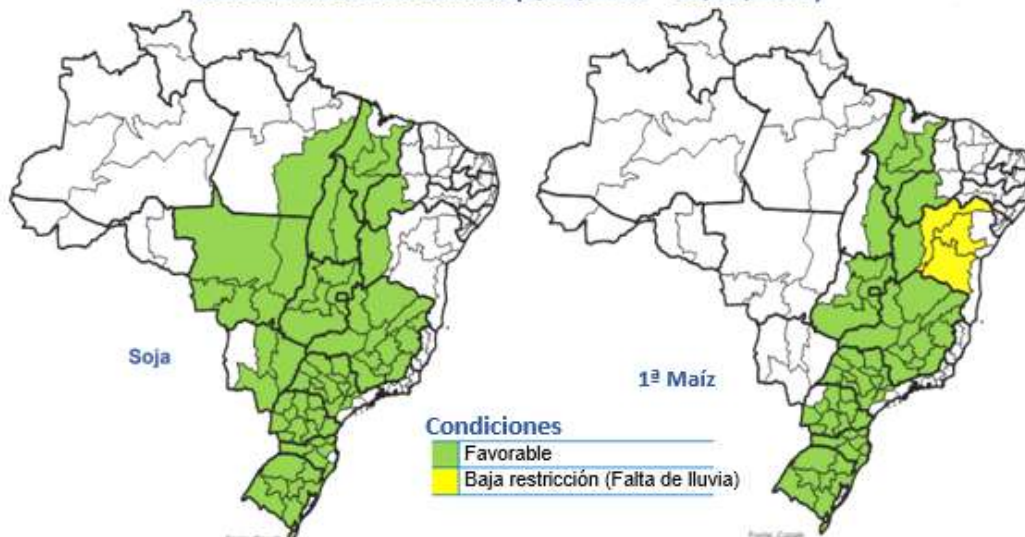 Soja
1ª Maíz
Condiciones
Favorable
Baja restricción (Falta de lluvia)